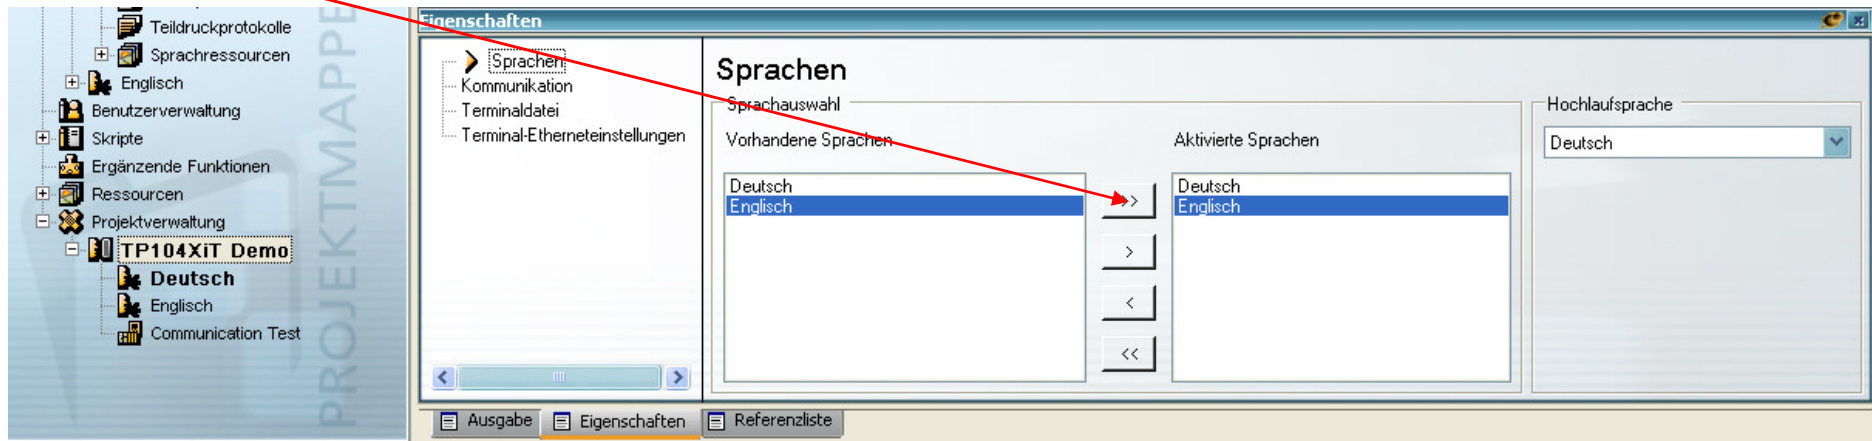 Teildruckprotokolle
Sprachressourcen
Englisch
Benutzerverwaltung
Skripte
Ergänzende Funktionen
Ressourcen
Projektverwaltung
TP104XiT Demo
Deutsch
Englisch
Communication Test
PROJEKTMAPPE
Eigenschaften
Sprachen
Kommunikation
Terminaldatei
Terminal-Etherneteinstellungen
Sprachen
Sprachauswahl
Hochlaufsprache
Vorhandene Sprachen
Aktivierte Sprachen
Deutsch
Deutsch
Englisch
>>
Deutsch
Englisch
>
<
<<
Ausgabe
Eigenschaften
Referenzliste